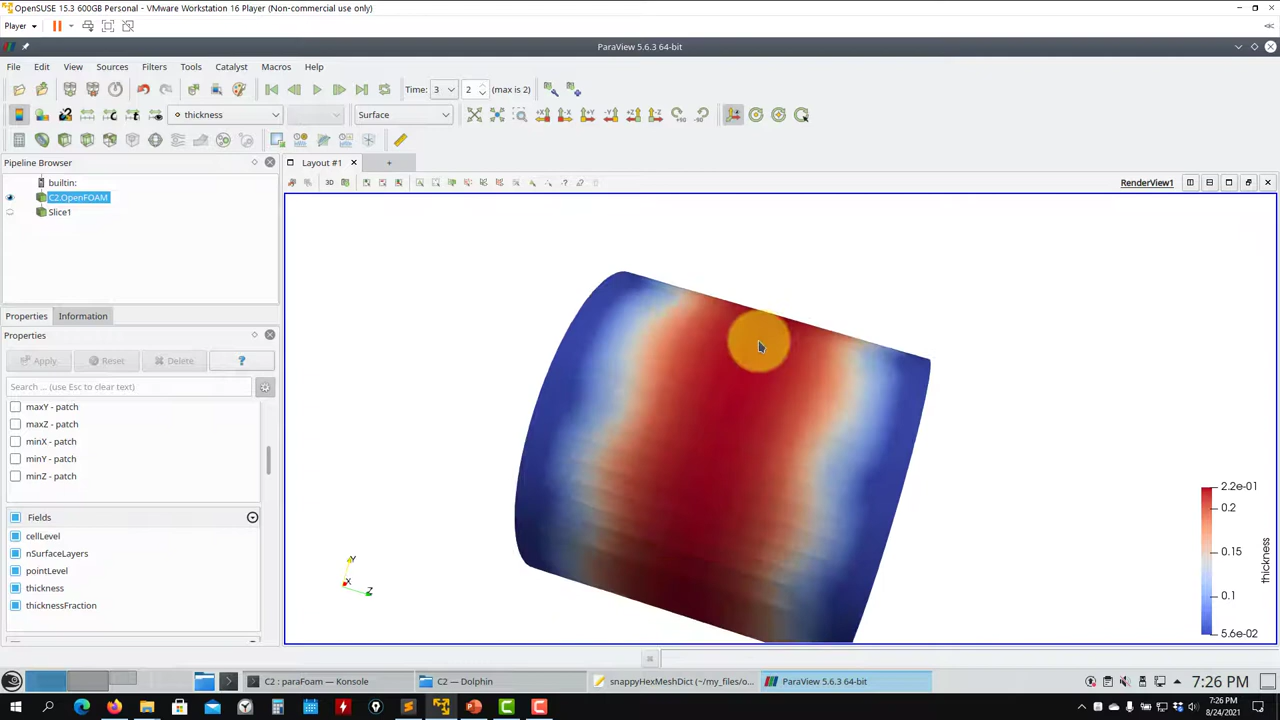 OpenSUSE 15.3 600GB Personal - VMware Workstation 16 Player (Non-commercial use only)
Player
ParaView 5.6.3 64-bit
File Edit View Sources Filters Tools Catalyst Macros Help
Time: 3 2 (max is 2)
thickness Surface
+X -X +Y -Y +Z -Z +90 -90
Pipeline Browser
Layout #1
builtin:
3D
RenderView1
C2.OpenFOAM
Slice1
Properties Information
Properties
Apply Reset Delete ?
Search ... (use Esc to clear text)
maxY - patch
maxZ - patch
minX - patch
minY - patch
minZ - patch
Fields
cellLevel
nSurfaceLayers
pointLevel
thickness
thicknessFraction
Y
X
Z
2.2e-01
0.2
0.15
0.1
5.6e-02
thickness
C2 : paraFoam — Konsole
C2 — Dolphin
snappyHexMeshDict (~/my_files/o...
ParaView 5.6.3 64-bit
7:26 PM
7:26 PM
8/24/2021